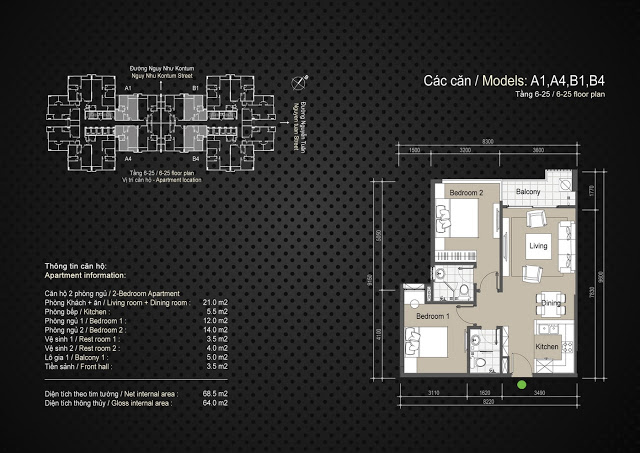 Đường Ngụy Như Kontum
Nguy Nhu Kontum Street
A1 B1
Đường Nguyễn Tuân
Nguyen tuan Street
A4 B4
Tầng 6-25 / 6-25 floor plan
Vị trí căn hộ - Apartment location
Các căn / Models: A1,A4,B1,B4
Tầng 6-25 / 6-25 floor plan
8300
1500 3200 3600
Bedroom 2
Balcony
1770
Living
5050
9150
9600
7830
Dining
4100
Bedroom 1
Kitchen
3110 1620 3490
8220
Thông tin căn hộ:
Apartment information:
Căn hộ 2 phòng ngủ / 2-Bedroom Apartment
Phòng Khách + ăn / Living room + Dining room : 21.0 m2
Phòng bếp / Kitchen : 5.5 m2
Phòng ngủ 1 / Bedroom 1 : 12.0 m2
Phòng ngủ 2 / Bedroom 2 : 14.0 m2
Vệ sinh 1 / Rest room 1 : 3.5 m2
Vệ sinh 2 / Rest room 2 : 4.0 m2
Lô gia 1 / Balcony 1 : 5.0 m2
Tiền sảnh / Front hall : 3.5 m2
Diện tích theo tim tường / Net internal area : 68.5 m2
Diện tích thông thủy / Gloss internal area : 64.0 m2